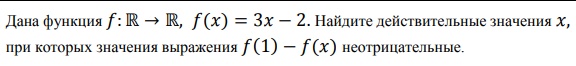 Дана функция f: ℝ → ℝ, f(x) = 3x − 2. Найдите действительные значения x,
при которых значения выражения f(1) − f(x) неотрицательные.